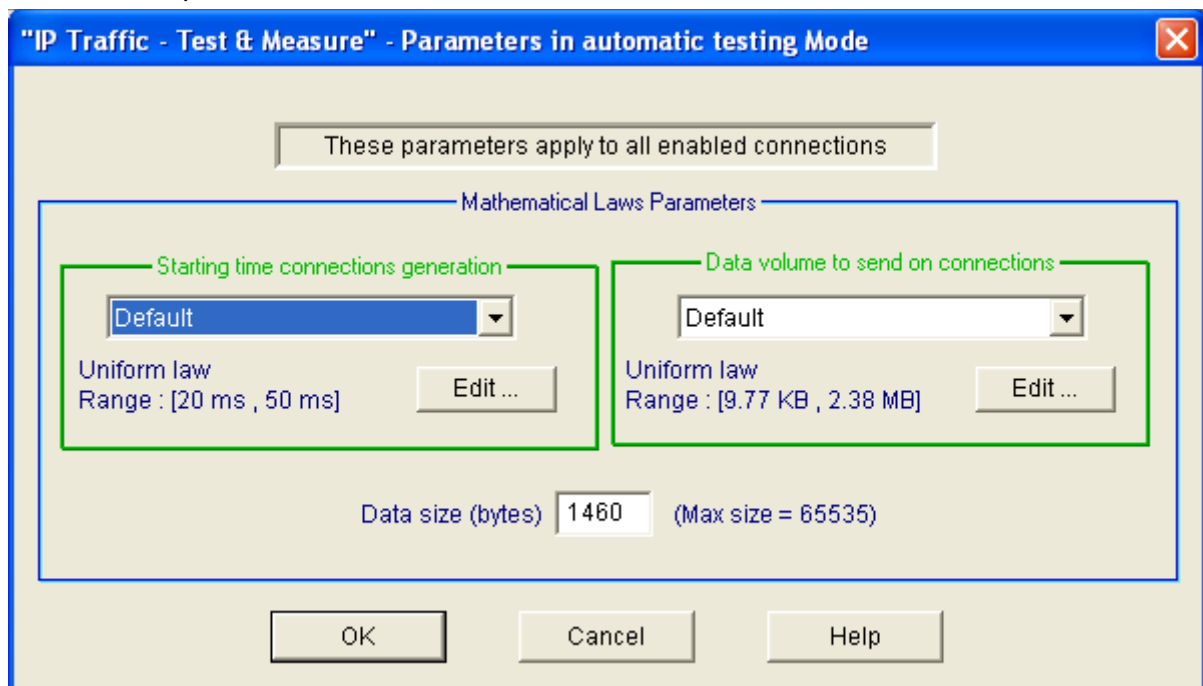 "IP Traffic - Test & Measure" - Parameters in automatic testing Mode
These parameters apply to all enabled connections
Mathematical Laws Parameters
Starting time connections generation
Default
Uniform law
Range : [20 ms , 50 ms]
Edit ...
Data volume to send on connections
Default
Uniform law
Range : [9.77 KB , 2.38 MB]
Edit ...
Data size (bytes) 1460 (Max size = 65535)
OK Cancel Help